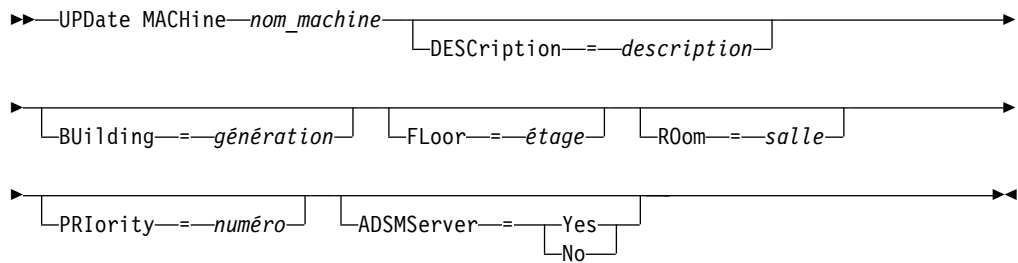 UPDate MACHine nom_machine
DESCription = description
BUilding = génération FLoor = étage ROom = salle
PRIority = numéro ADSMServer = Yes
No